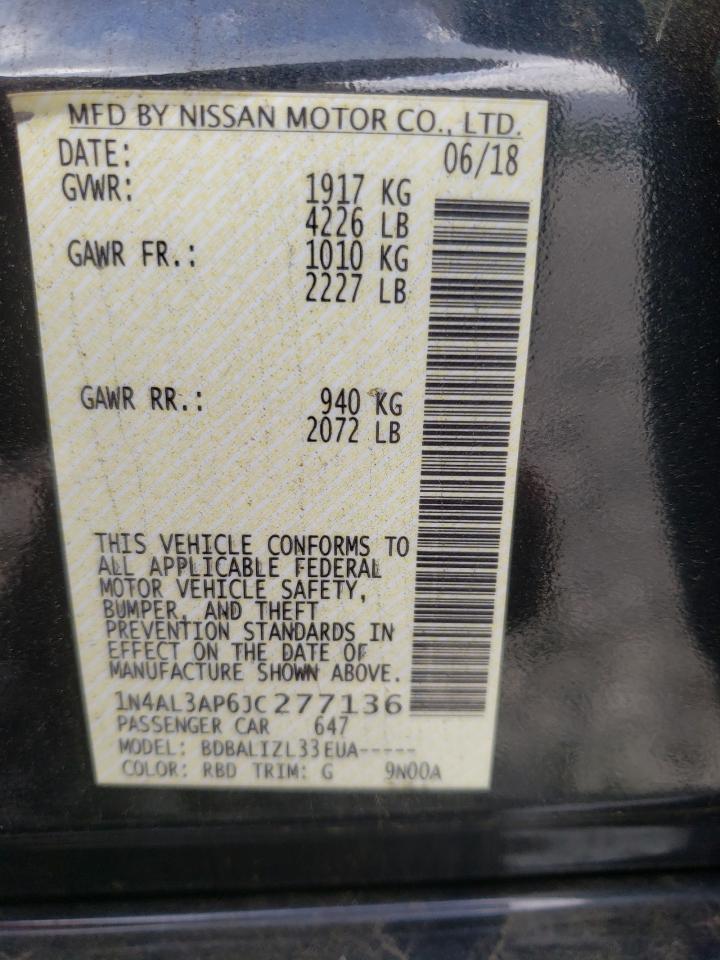 MFD BY NISSAN MOTOR CO., LTD.
DATE: 06/18
GVWR: 1917 KG
4226 LB
GAWR FR.: 1010 KG
2227 LB
GAWR RR.: 940 KG
2072 LB
THIS VEHICLE CONFORMS TO
ALL APPLICABLE FEDERAL
MOTOR VEHICLE SAFETY,
BUMPER, AND THEFT
PREVENTION STANDARDS IN
EFFECT ON THE DATE OF
MANUFACTURE SHOWN ABOVE.
1N4AL3AP6JC277136
PASSENGER CAR 647
MODEL: BDBALIZL33EUA-----
COLOR: RBD TRIM: G 9N00A